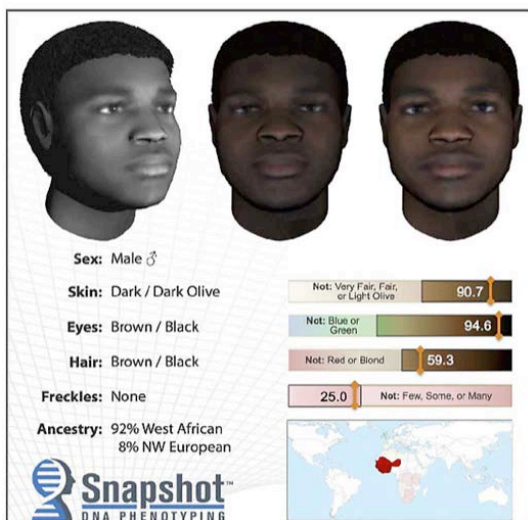 Sex: Male ♂
Skin: Dark / Dark Olive
Not: Very Fair, Fair,
or Light Olive
90.7
Eyes: Brown / Black
Not: Blue or
Green
94.6
Hair: Brown / Black
Not: Red or Blond
59.3
Freckles: None
25.0
Not: Few, Some, or Many
Ancestry: 92% West African
8% NW European
Snapshot™
DNA PHENOTYPING